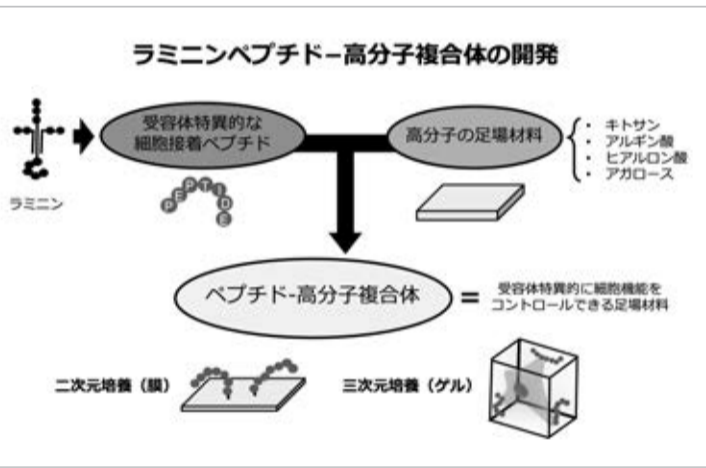 ラミニンペプチド–高分子複合体の開発
受容体特異的な
細胞接着ペプチド
高分子の足場材料
・ キトサン
・ アルギン酸
・ ヒアルロン酸
・ アガロース
ラミニン
PEPTIDE
ペプチド-高分子複合体
=
受容体特異的に細胞機能を
コントロールできる足場材料
二次元培養（膜）
三次元培養（ゲル）